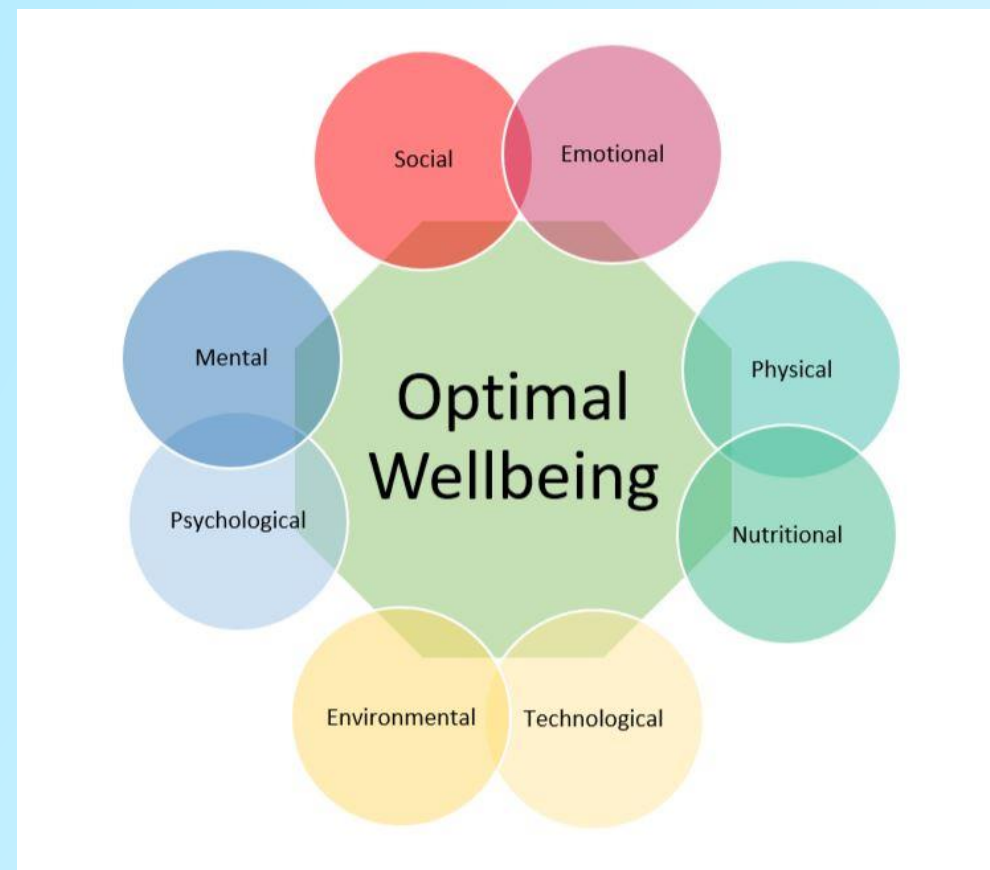 Social
Emotional
Mental
Physical
Optimal
Wellbeing
Psychological
Nutritional
Environmental
Technological